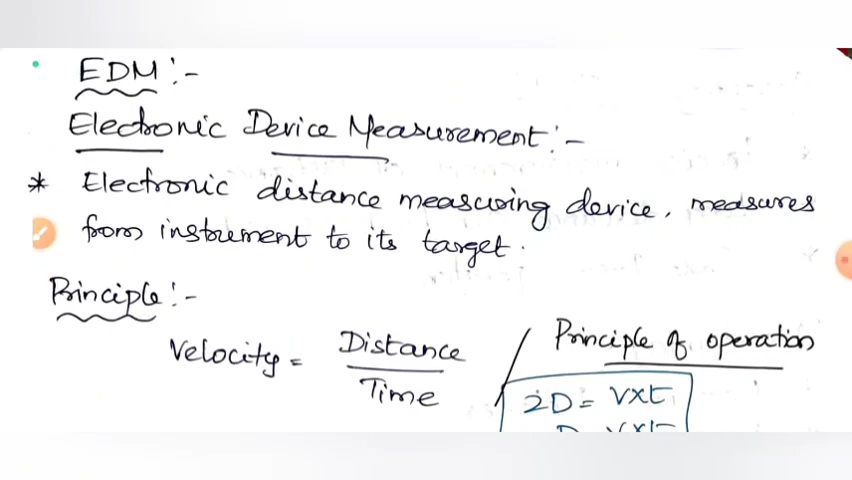 EDM :-
Electronic Device Measurement :-
* Electronic distance measuring device, measures
from instrument to its target.
Principle :-
Velocity = Distance / Time
/ Principle of operation
2D = V×t